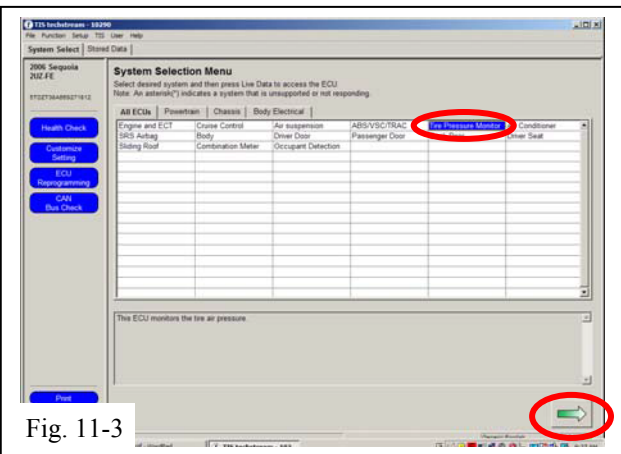 TIS techstream - 10290
File Function Setup TIS User Help
System Select Stored Data
2006 Sequoia
2UZ-FE
System Selection Menu
Select desired system and then press Live Data to access the ECU
Note: An asterisk(*) indicates a system that is unsupported or not responding.
All ECUs Powertrain Chassis Body Electrical
Engine and ECT Cruise Control Air suspension ABS/VSC/TRAC Tire Pressure Monitor Conditioner
SRS Airbag Body Driver Door Passenger Door Driver Seat
Sliding Roof Combination Meter Occupant Detection
Health Check
Customize
Setting
ECU
Reprogramming
CAN
Bus Check
This ECU monitors the tire air pressure.
Print
Fig. 11-3